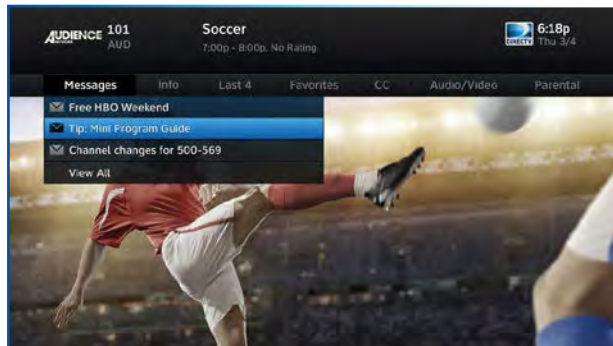 AUDIENCE 101
NETWORK AUD
Soccer
7:00p - 8:00p, No Rating
DIRECTV
6:18p
Thu 3/4
Messages Info Last 4 Favorites CC Audio/Video Parental
Free HBO Weekend
Tip: Mini Program Guide
Channel changes for 500-569
View All